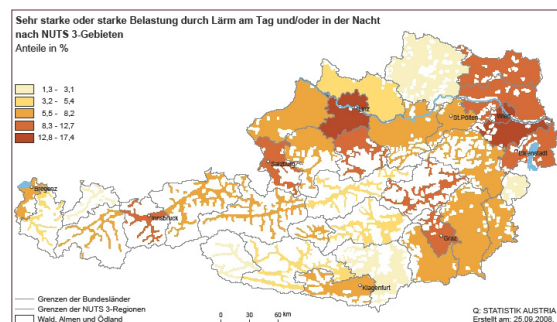 Sehr starke oder starke Belastung durch Lärm am Tag und/oder in der Nacht
nach NUTS 3-Gebieten
Anteile in %
1,3 - 3,1
3,2 - 5,4
5,5 - 8,2
8,3 - 12,7
12,8 - 17,4
Linz
St.Pölten
Wien
Eisenstadt
Salzburg
Bregenz
Innsbruck
Graz
Klagenfurt
Grenzen der Bundesländer
Grenzen der NUTS 3-Regionen
Wald, Almen und Ödland
0 30 60 km
Q: STATISTIK AUSTRIA
Erstellt am: 25.09.2008